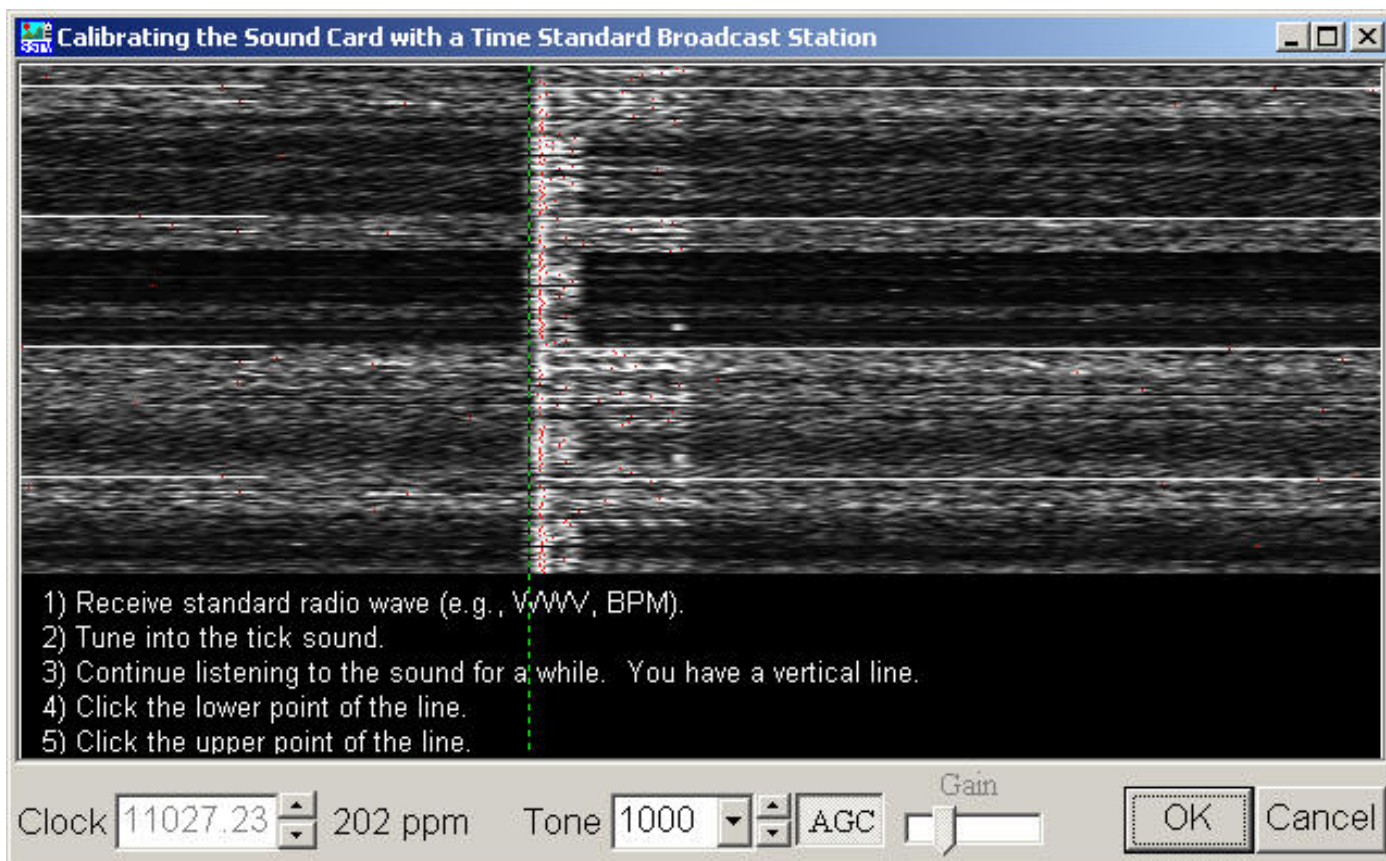 Calibrating the Sound Card with a Time Standard Broadcast Station
1) Receive standard radio wave (e.g., WWV, BPM).
2) Tune into the tick sound.
3) Continue listening to the sound for a while. You have a vertical line.
4) Click the lower point of the line.
5) Click the upper point of the line.
Gain
Clock 11027.23 202 ppm Tone 1000 AGC OK Cancel